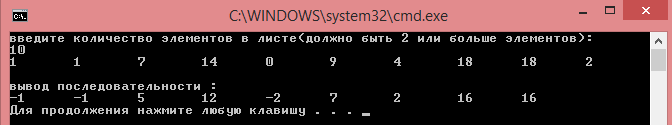 C:\WINDOWS\system32\cmd.exe
введите количество элементов в листе(должно быть 2 или больше элементов):
10
1 1 7 14 0 9 4 18 18 2
вывод последовательности :
-1 -1 5 12 -2 7 2 16 16
Для продолжения нажмите любую клавишу . . .